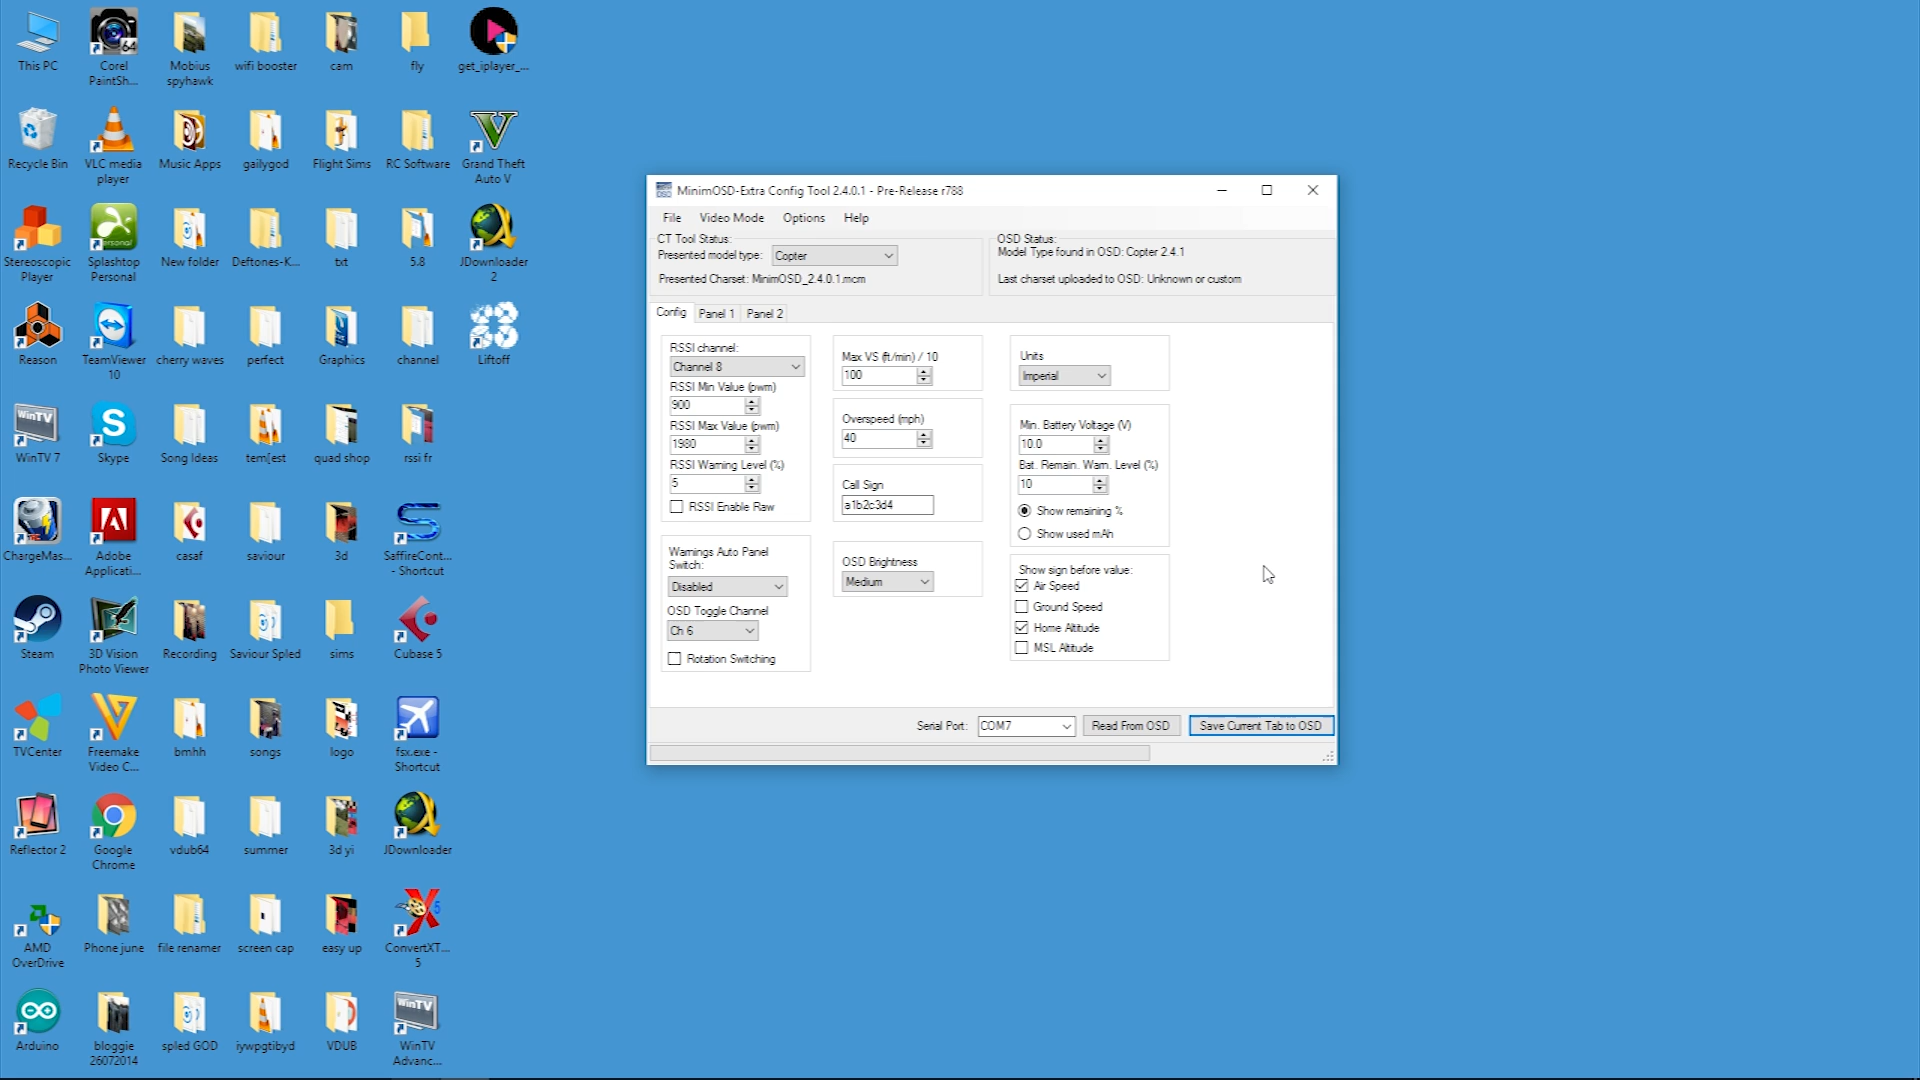 This PC
Corel
PaintSh...
Mobius
spyhawk
wifi booster
cam
fly
get_iplayer_...
Recycle Bin
VLC media
player
Music Apps
gailygod
Flight Sims
RC Software
Grand Theft
Auto V
Stereoscopic
Player
Splashtop
Personal
New folder
Deftones-K...
txt
5.8
JDownloader
2
Reason
TeamViewer
10
cherry waves
perfect
Graphics
channel
Liftoff
WinTV 7
Skype
Song Ideas
tem[est
quad shop
rssi fr
ChargeMas...
Adobe
Applicati...
casaf
saviour
3d
SaffireCont...
- Shortcut
Steam
3D Vision
Photo Viewer
Recording
Saviour Spled
sims
Cubase 5
TVCenter
Freemake
Video C...
bmhh
songs
logo
fsx.exe -
Shortcut
Reflector 2
Google
Chrome
vdub64
summer
3d yi
JDownloader
AMD
OverDrive
Phone june
file renamer
screen cap
easy up
ConvertXT...
5
Arduino
bloggie
26072014
spled GOD
iywpgtibyd
VDUB
WinTV
Advanc...
MinimOSD-Extra Config Tool 2.4.0.1 - Pre-Release r788
File Video Mode Options Help
CT Tool Status:
Presented model type: Copter
Presented Charset: MinimOSD_2.4.0.1.mcm
OSD Status:
Model Type found in OSD: Copter 2.4.1
Last charset uploaded to OSD: Unknown or custom
Config Panel 1 Panel 2
RSSI channel:
Channel 8
RSSI Min Value (pwm)
900
RSSI Max Value (pwm)
1980
RSSI Warning Level (%)
5
RSSI Enable Raw
Warnings Auto Panel
Switch:
Disabled
OSD Toggle Channel
Ch 6
Rotation Switching
Max VS (ft/min) / 10
100
Overspeed (mph)
40
Call Sign
a1b2c3d4
OSD Brightness
Medium
Units
Imperial
Min. Battery Voltage (V)
10.0
Bat. Remain. Warn. Level (%)
10
Show remaining %
Show used mAh
Show sign before value:
Air Speed
Ground Speed
Home Altitude
MSL Altitude
Serial Port: COM7 Read From OSD Save Current Tab to OSD